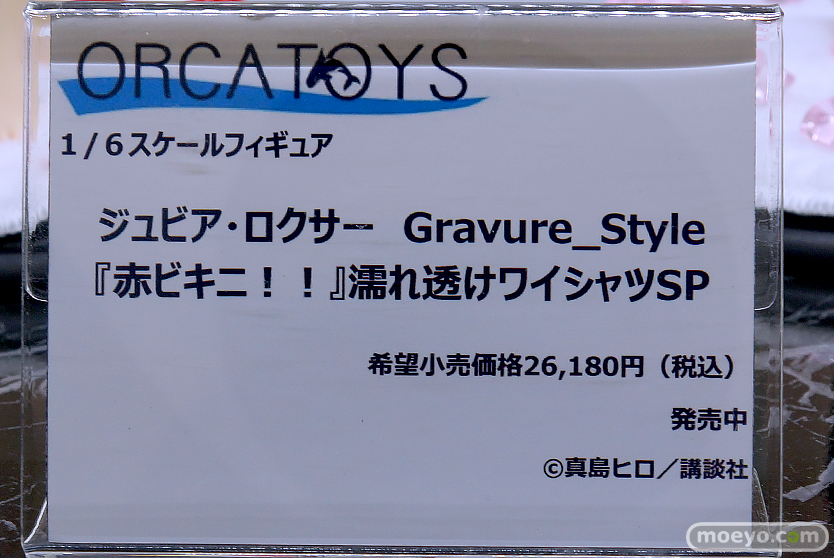 ORCATOYS
1/6スケールフィギュア
ジュビア・ロクサー Gravure_Style
『赤ビキニ！！』濡れ透けワイシャツSP
希望小売価格26,180円（税込）
発売中
©真島ヒロ／講談社
moeyo.com